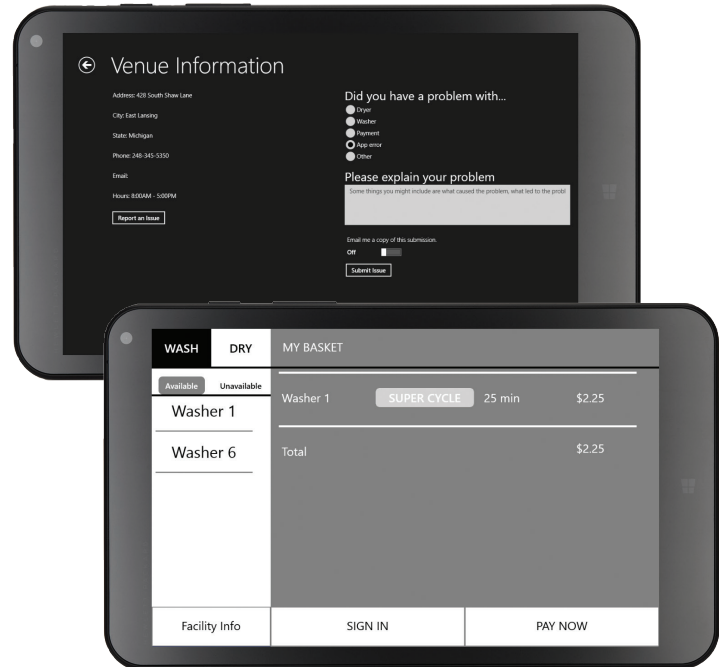 Venue Information
Address: 428 South Shaw Lane
City: East Lansing
State: Michigan
Phone: 248-345-5350
Email:
Hours: 8:00AM - 5:00PM
Report an Issue
Did you have a problem with...
Dryer
Washer
Payment
App error
Other
Please explain your problem
Some things you might include are what caused the problem, what led to the probl
Email me a copy of this submission.
Off
Submit Issue
WASH DRY MY BASKET
Available Unavailable
Washer 1
Washer 6
Washer 1 SUPER CYCLE 25 min $2.25
Total $2.25
Facility Info SIGN IN PAY NOW